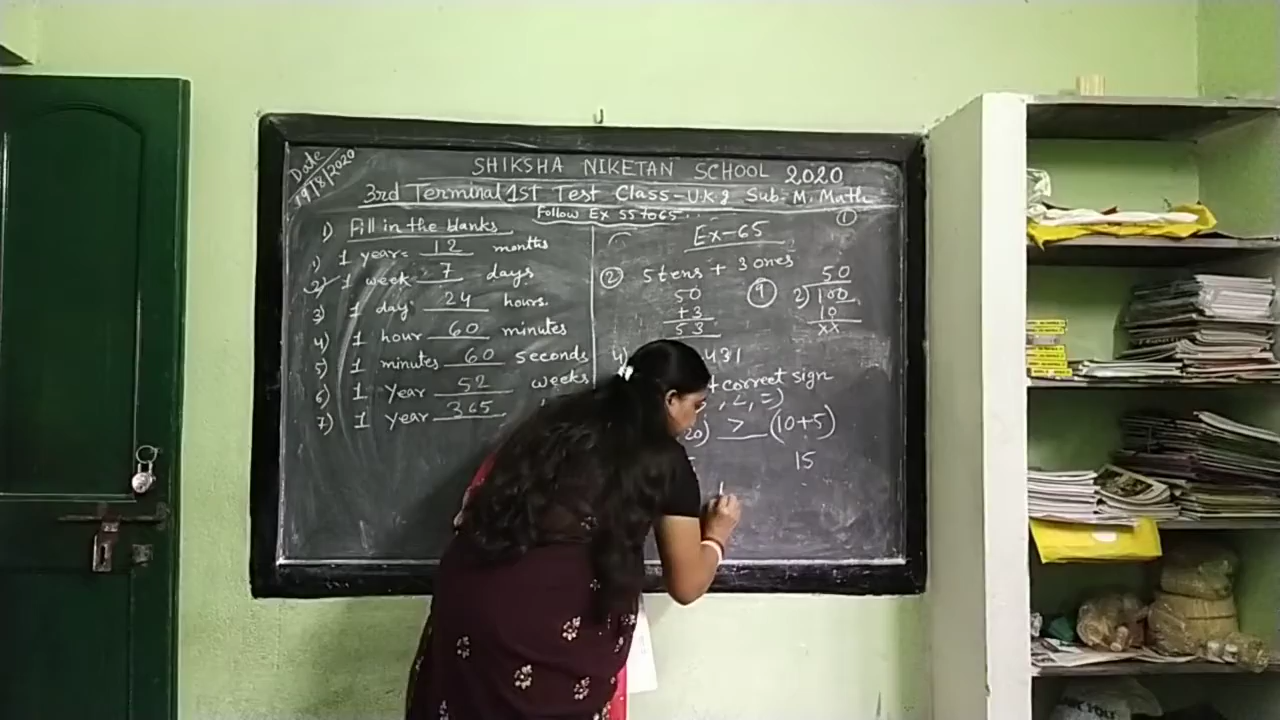 Date
19/8/2020
SHIKSHA NIKETAN SCHOOL 2020
3rd Terminal 1st Test Class-U.K.g Sub: M. Math
Follow Ex 55 to 65
1) Fill in the blanks
1) 1 year= 12 months
2) 1 week 7 days
3) 1 day 24 hours.
4) 1 hour 60 minutes
5) 1 minutes 60 seconds
6) 1 Year 52 weeks
7) 1 year 365
1
Ex-65
2 5 tens + 3 ones
50
+3
53
9
50
2)100
10
xx
4) 431
correct sign
, <, =)
20) > (10+5)
15